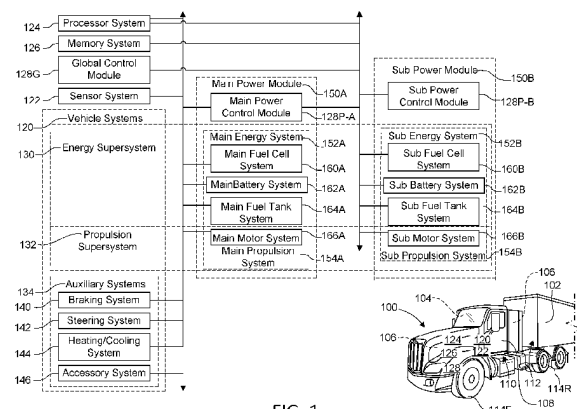 124 Processor System
126 Memory System
128G Global Control Module
122 Sensor System
120 Vehicle Systems
130 Energy Supersystem
132 Propulsion Supersystem
134 Auxiliary Systems
140 Braking System
142 Steering System
144 Heating/Cooling System
146 Accessory System
Main Power Module 150A
Main Power Control Module 128P-A
Main Energy System 152A
Main Fuel Cell System 160A
MainBattery System 162A
Main Fuel Tank System 164A
Main Motor System 166A
Main Propulsion System 154A
Sub Power Module 150B
Sub Power Control Module 128P-B
Sub Energy System 152B
Sub Fuel Cell System 160B
Sub Battery System 162B
Sub Fuel Tank System 164B
Sub Motor System 166B
Sub Propulsion System 154B
100
104
106
106
102
120
124
122
126
128
110
112
108
114R
114F
FIG. 1